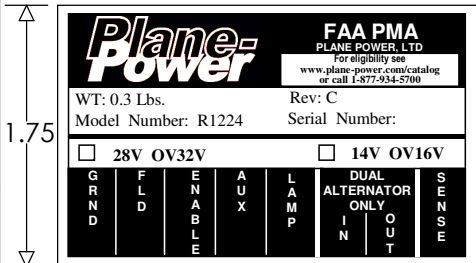 1.75
Plane-
Power
FAA PMA
PLANE POWER, LTD
For eligibility see
www.plane-power.com/catalog
or call 1-877-934-5700
WT: 0.3 Lbs.
Rev: C
Model Number: R1224
Serial Number:
28V OV32V
14V OV16V
GRND
FLD
ENABLE
AUX
LAMP
DUAL
ALTERNATOR
ONLY
IN
OUT
SENSE